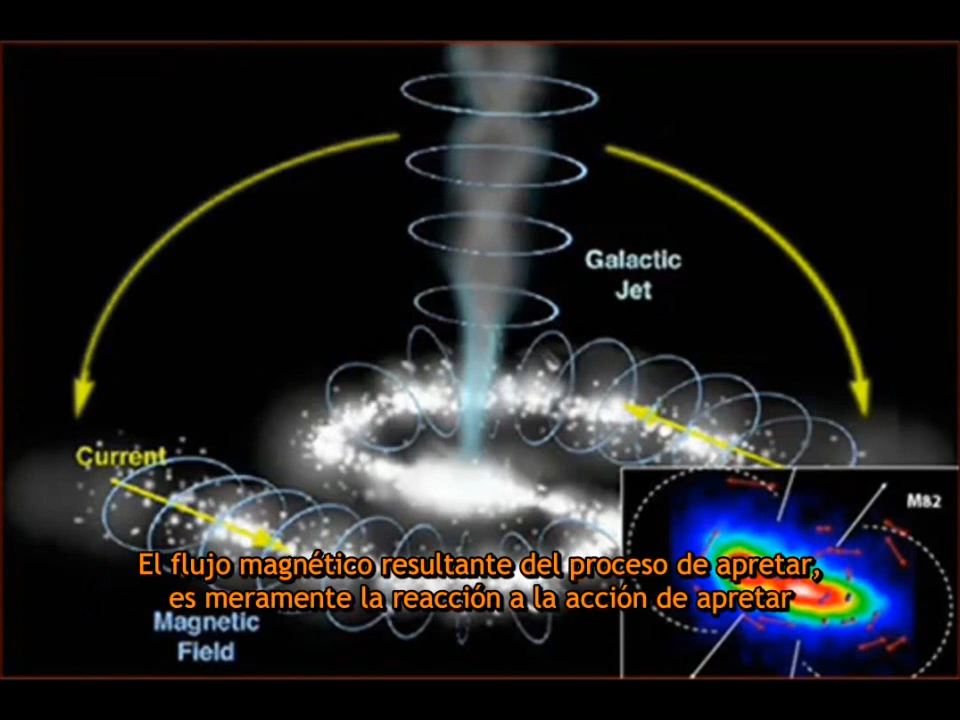 Galactic
Jet
Current
M82
El flujo magnético resultante del proceso de apretar,
es meramente la reacción a la acción de apretar
Magnetic
Field